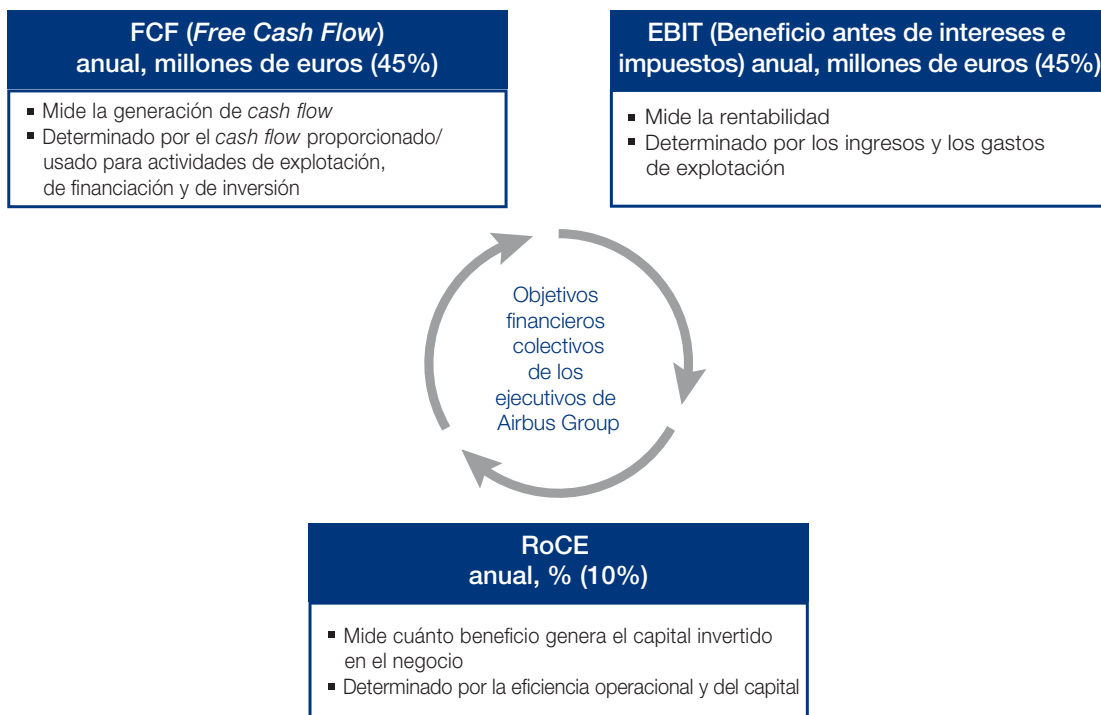 FCF (Free Cash Flow)
anual, millones de euros (45%)
▪ Mide la generación de cash flow
▪ Determinado por el cash flow proporcionado/
usado para actividades de explotación,
de financiación y de inversión
EBIT (Beneficio antes de intereses e
impuestos) anual, millones de euros (45%)
▪ Mide la rentabilidad
▪ Determinado por los ingresos y los gastos
de explotación
Objetivos
financieros
colectivos
de los
ejecutivos de
Airbus Group
RoCE
anual, % (10%)
▪ Mide cuánto beneficio genera el capital invertido
en el negocio
▪ Determinado por la eficiencia operacional y del capital